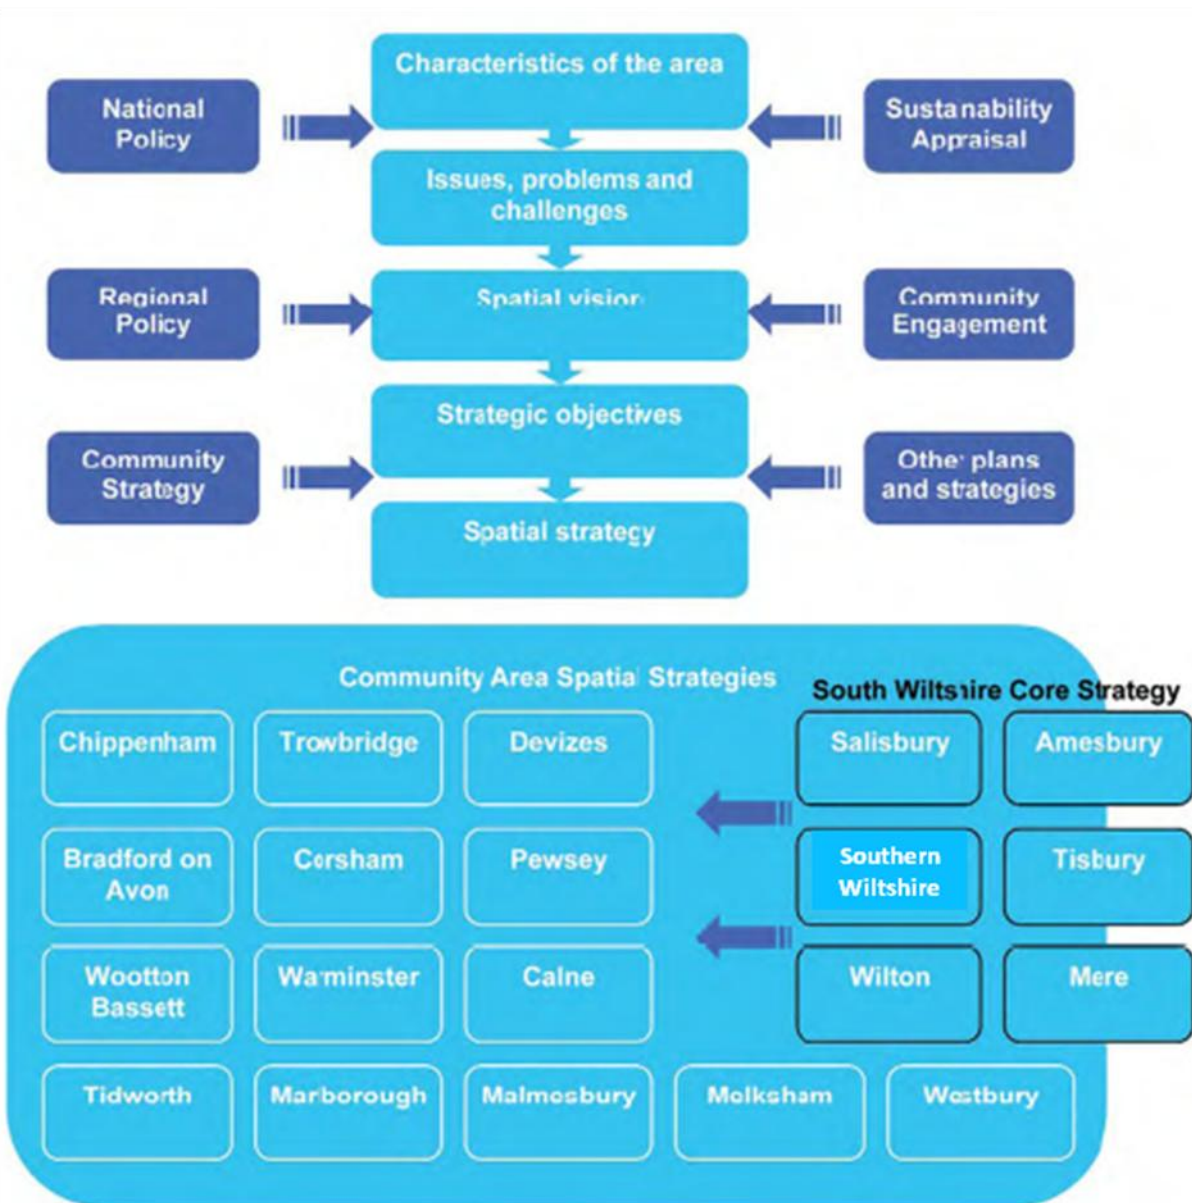 Characteristics of the area
National
Policy
Sustainability
Appraisal
Issues, problems and
challenges
Regional
Policy
Spatial vision
Community
Engagement
Strategic objectives
Community
Strategy
Other plans
and strategies
Spatial strategy
Community Area Spatial Strategies
South Wiltshire Core Strategy
Chippenham
Trowbridge
Devizes
Salisbury
Amesbury
Bradford on
Avon
Corsham
Pewsey
Southern
Wiltshire
Tisbury
Wootton
Bassett
Warminster
Calne
Wilton
Mere
Tidworth
Marlborough
Malmesbury
Melksham
Westbury